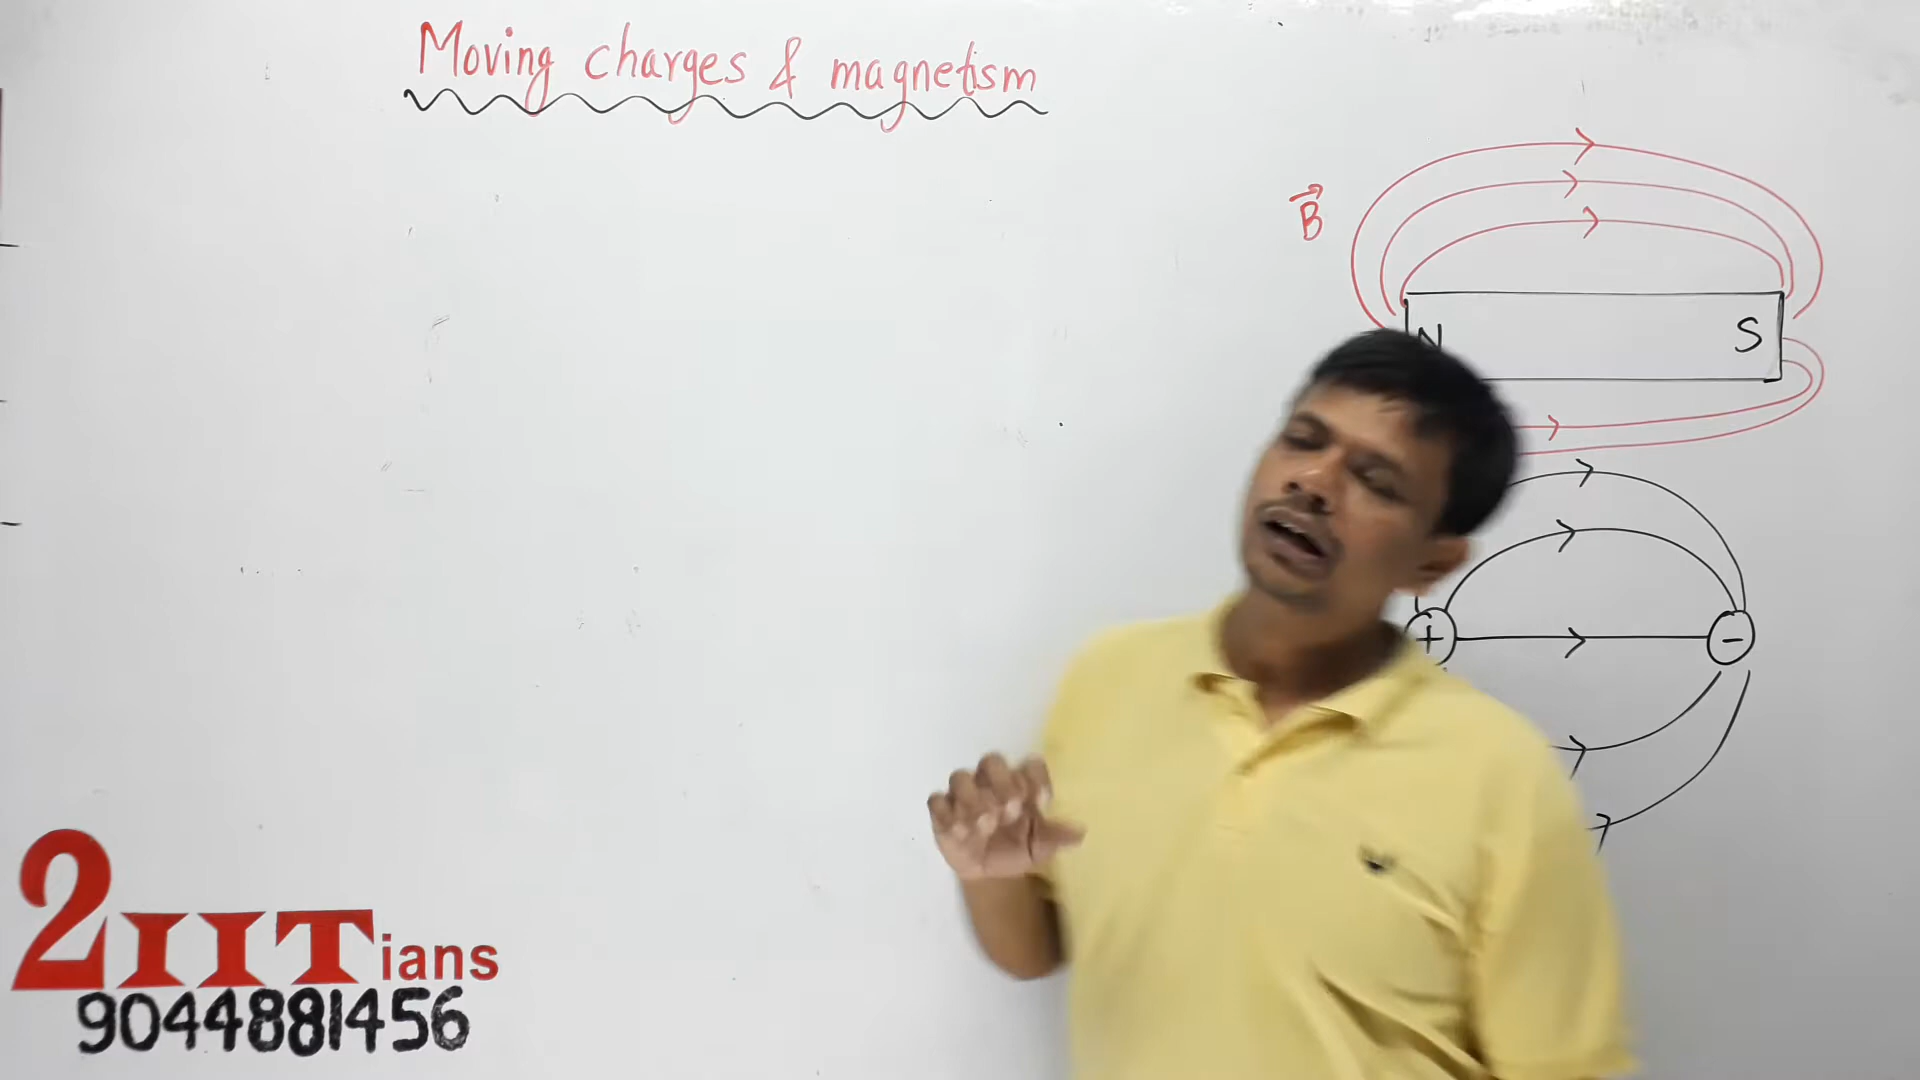 Moving charges & magnetism
B
N
S
+
-
2IITians
9044881456